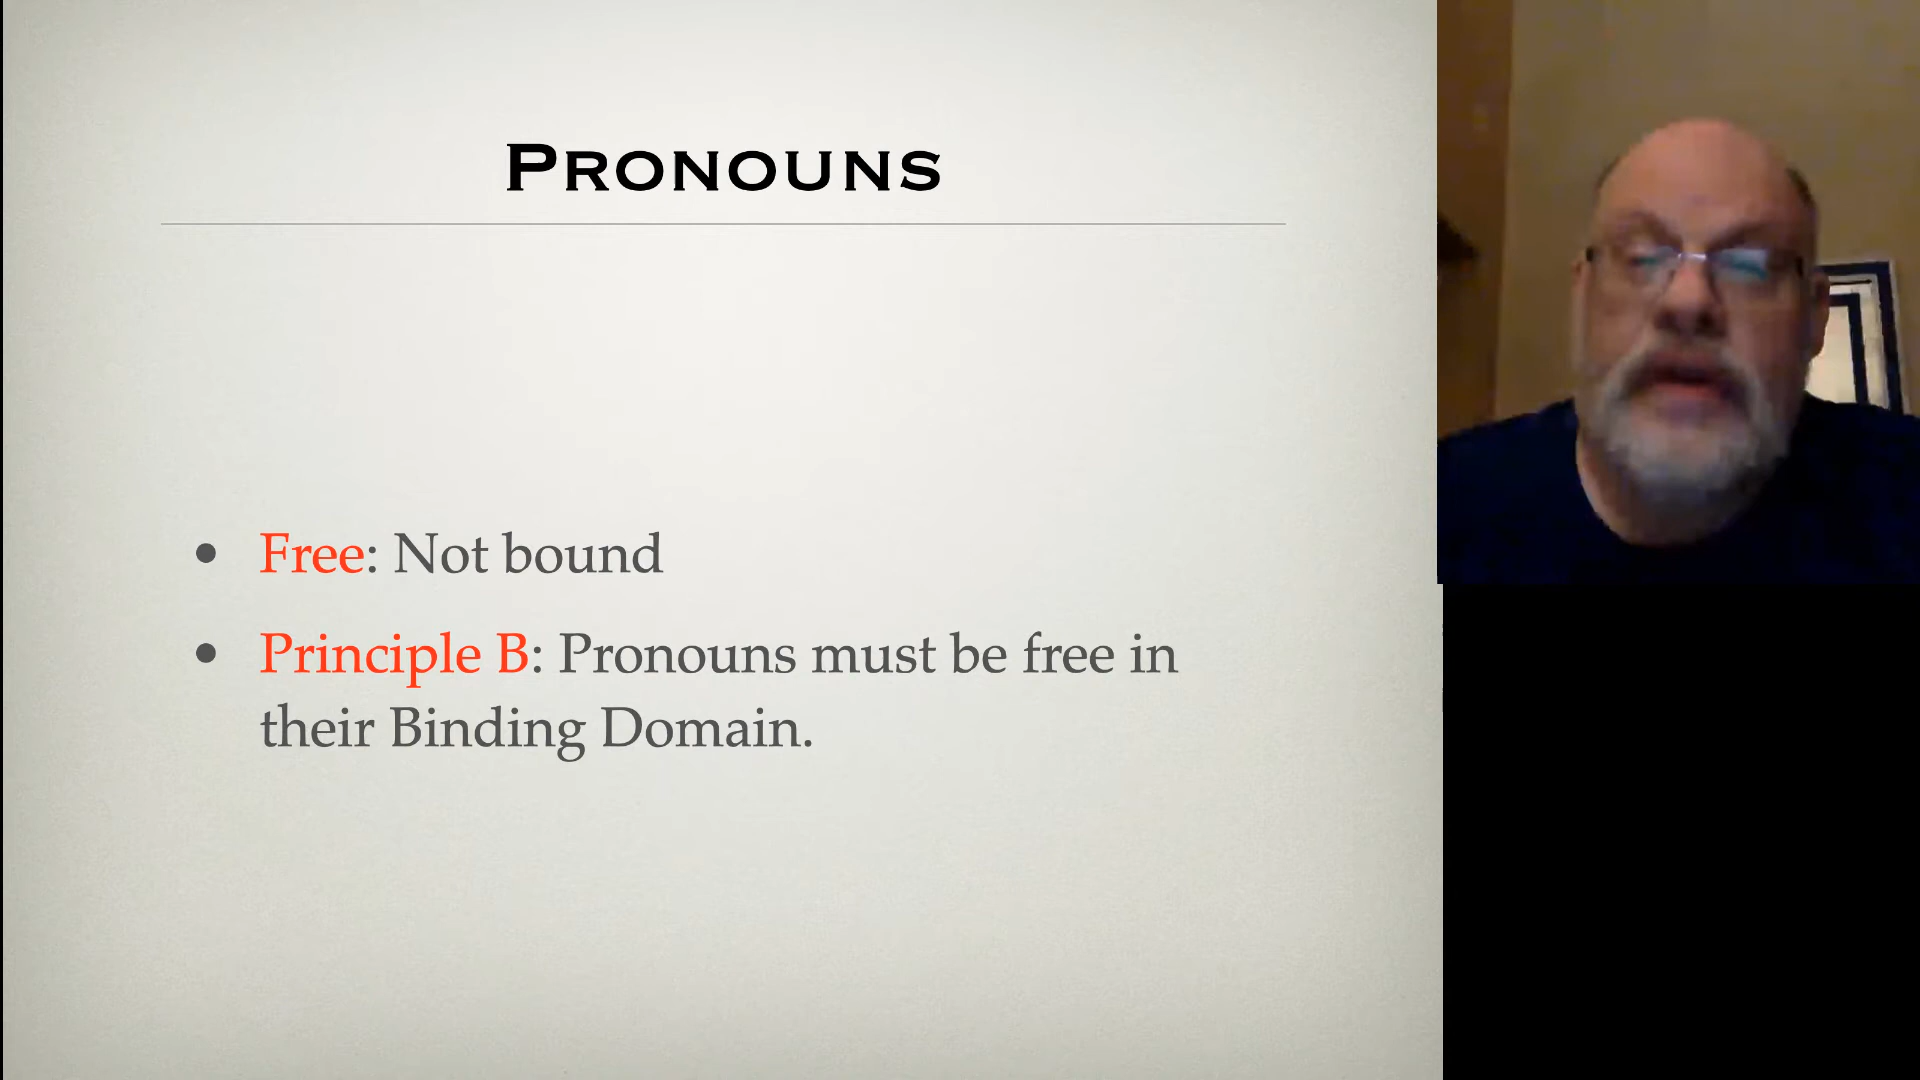 PRONOUNS
• Free: Not bound
• Principle B: Pronouns must be free in
their Binding Domain.